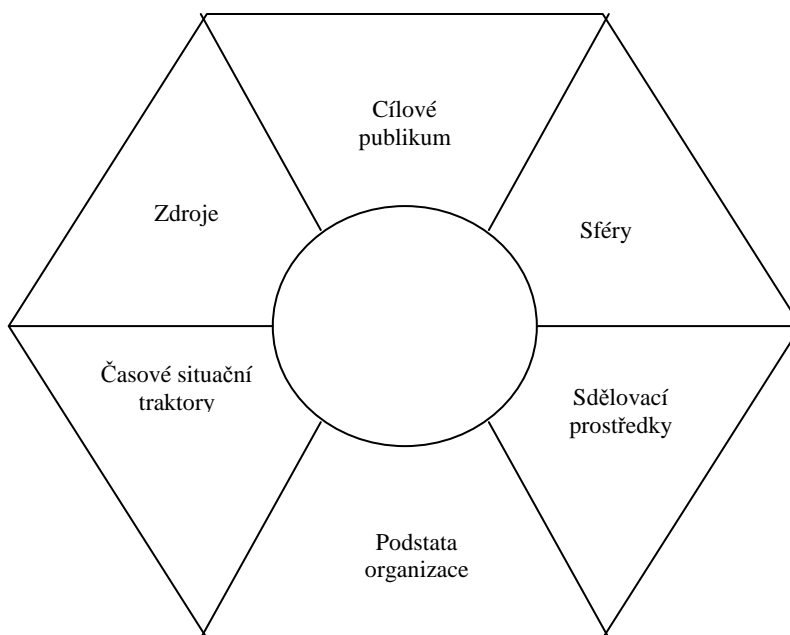 Cílové
publikum
Zdroje
Sféry
Časové situační
traktory
Sdělovací
prostředky
Podstata
organizace